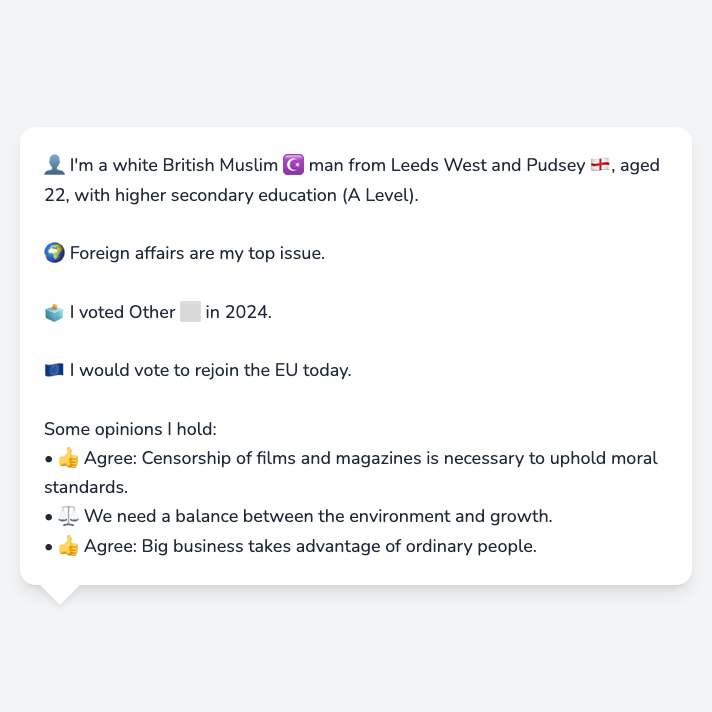 👤 I'm a white British Muslim ☪️ man from Leeds West and Pudsey 🏴󠁧󠁢󠁥󠁮󠁧󠁿, aged
22, with higher secondary education (A Level).
🌍 Foreign affairs are my top issue.
🗳️ I voted Other ⬜ in 2024.
🇪🇺 I would vote to rejoin the EU today.
Some opinions I hold:
• 👍 Agree: Censorship of films and magazines is necessary to uphold moral
standards.
• ⚖️ We need a balance between the environment and growth.
• 👍 Agree: Big business takes advantage of ordinary people.